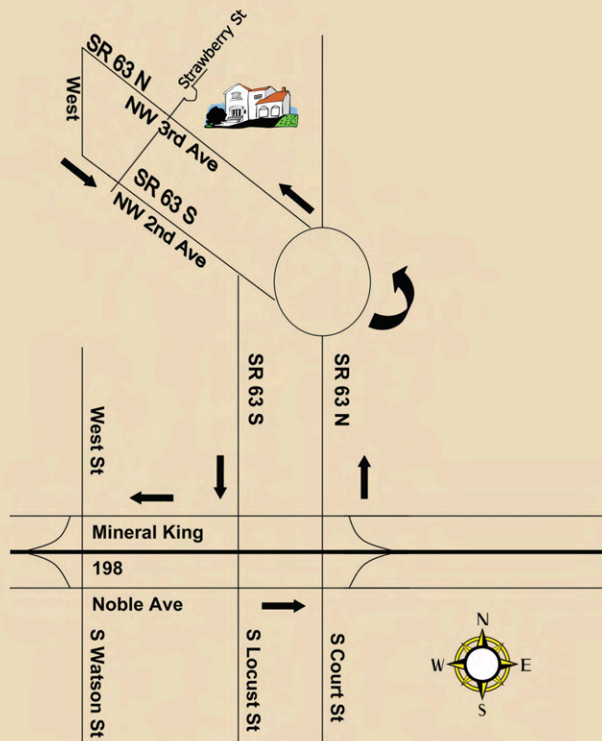 Strawberry St
SR 63 N
West
NW 3rd Ave
SR 63 S
NW 2nd Ave
SR 63 S
SR 63 N
West St
Mineral King
198
Noble Ave
S Watson St
S Locust St
S Court St
N
W
E
S